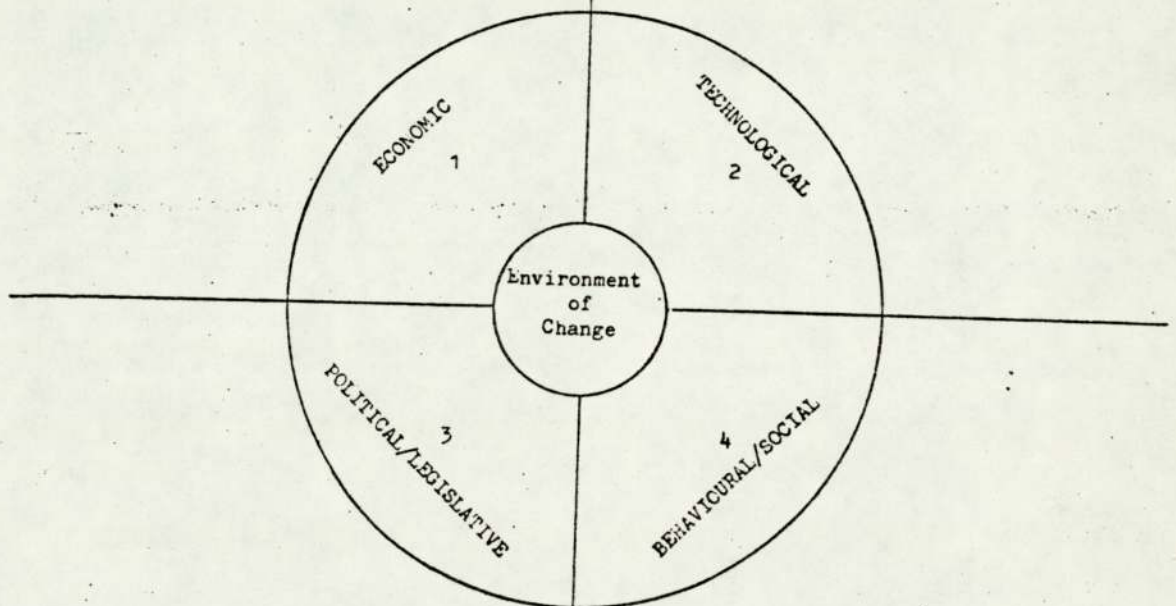 ECONOMIC
1
TECHNOLOGICAL
2
Environment
of
Change
POLITICAL/LEGISLATIVE
3
BEHAVIOURAL/SOCIAL
4